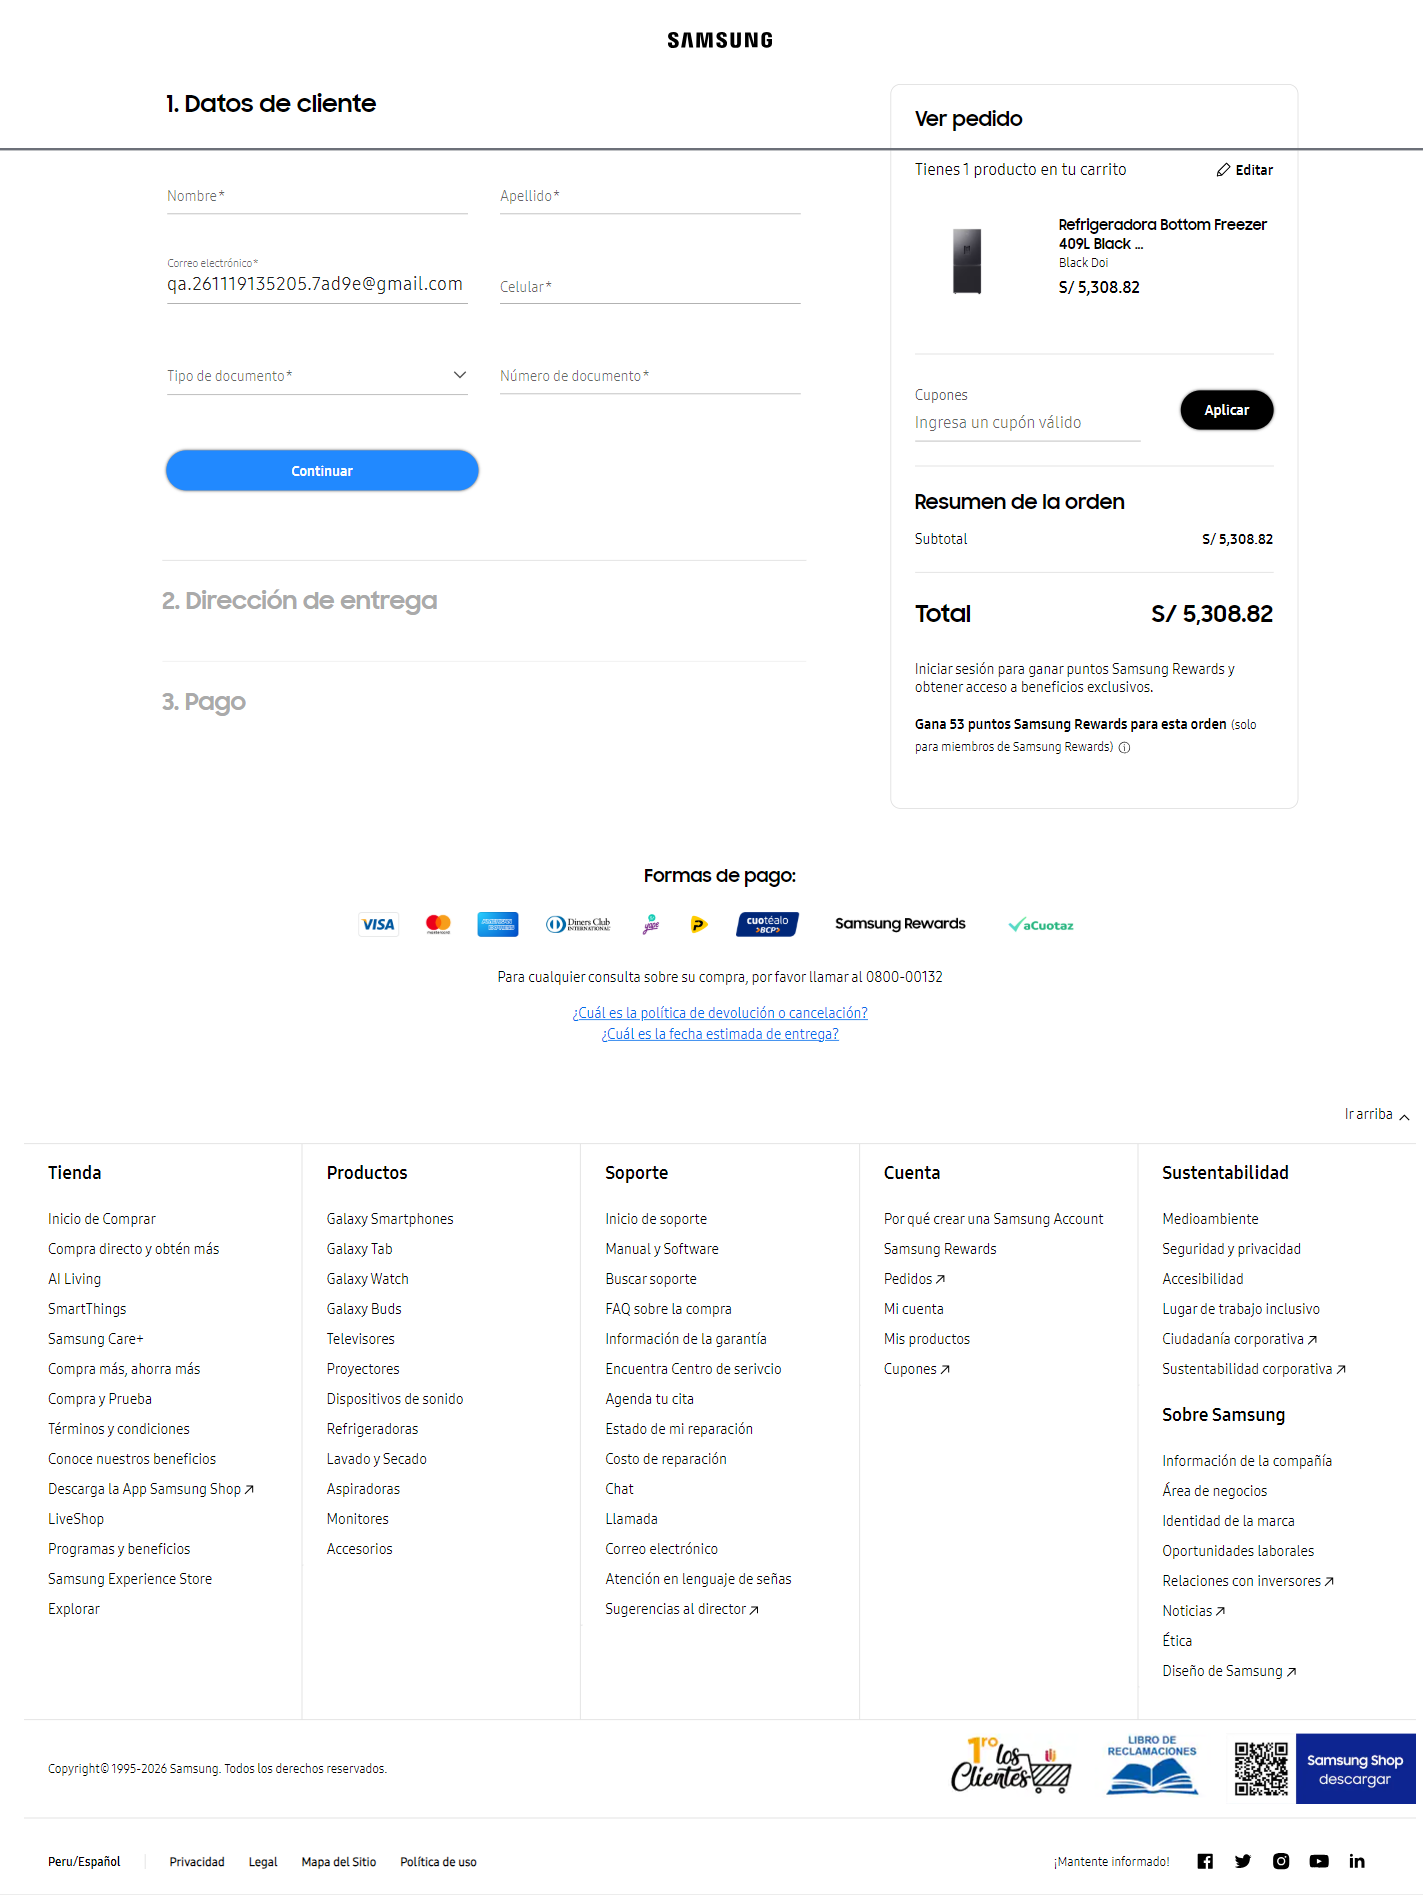 SAMSUNG
1. Datos de cliente
Nombre*
Apellido*
Correo electrónico*
qa.261119135205.7ad9e@gmail.com
Celular*
Tipo de documento*
Número de documento*
Continuar
2. Dirección de entrega
3. Pago
Ver pedido
Tienes 1 producto en tu carrito
Editar
Refrigeradora Bottom Freezer
409L Black ...
Black Doi
S/ 5,308.82
Cupones
Ingresa un cupón válido
Aplicar
Resumen de la orden
Subtotal
S/ 5,308.82
Total
S/ 5,308.82
Iniciar sesión para ganar puntos Samsung Rewards y
obtener acceso a beneficios exclusivos.
Gana 53 puntos Samsung Rewards para esta orden (solo
para miembros de Samsung Rewards)
Formas de pago:
VISA
mastercard
AMERICAN EXPRESS
Diners Club
INTERNATIONAL
yape
P
cuotéalo
BCP
Samsung Rewards
aCuotaz
Para cualquier consulta sobre su compra, por favor llamar al 0800-00132
¿Cuál es la política de devolución o cancelación?
¿Cuál es la fecha estimada de entrega?
Ir arriba
Tienda
Inicio de Comprar
Compra directo y obtén más
AI Living
SmartThings
Samsung Care+
Compra más, ahorra más
Compra y Prueba
Términos y condiciones
Conoce nuestros beneficios
Descarga la App Samsung Shop
LiveShop
Programas y beneficios
Samsung Experience Store
Explorar
Productos
Galaxy Smartphones
Galaxy Tab
Galaxy Watch
Galaxy Buds
Televisores
Proyectores
Dispositivos de sonido
Refrigeradoras
Lavado y Secado
Aspiradoras
Monitores
Accesorios
Soporte
Inicio de soporte
Manual y Software
Buscar soporte
FAQ sobre la compra
Información de la garantía
Encuentra Centro de serivcio
Agenda tu cita
Estado de mi reparación
Costo de reparación
Chat
Llamada
Correo electrónico
Atención en lenguaje de señas
Sugerencias al director
Cuenta
Por qué crear una Samsung Account
Samsung Rewards
Pedidos
Mi cuenta
Mis productos
Cupones
Sustentabilidad
Medioambiente
Seguridad y privacidad
Accesibilidad
Lugar de trabajo inclusivo
Ciudadanía corporativa
Sustentabilidad corporativa
Sobre Samsung
Información de la compañía
Área de negocios
Identidad de la marca
Oportunidades laborales
Relaciones con inversores
Noticias
Ética
Diseño de Samsung
Copyright© 1995-2026 Samsung. Todos los derechos reservados.
1ro los
Clientes
LIBRO DE
RECLAMACIONES
Samsung Shop
descargar
Peru/Español
Privacidad
Legal
Mapa del Sitio
Política de uso
¡Mantente informado!